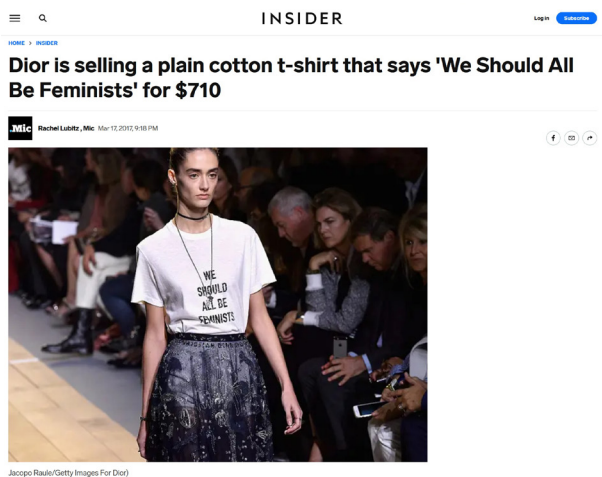 INSIDER
Log in
Subscribe
HOME > INSIDER
Dior is selling a plain cotton t-shirt that says 'We Should All
Be Feminists' for $710
.Mic
Rachel Lubitz , Mic Mar 17, 2017, 9:18 PM
WE
SHOULD
ALL BE
FEMINISTS
Jacopo Raule/Getty Images For Dior)